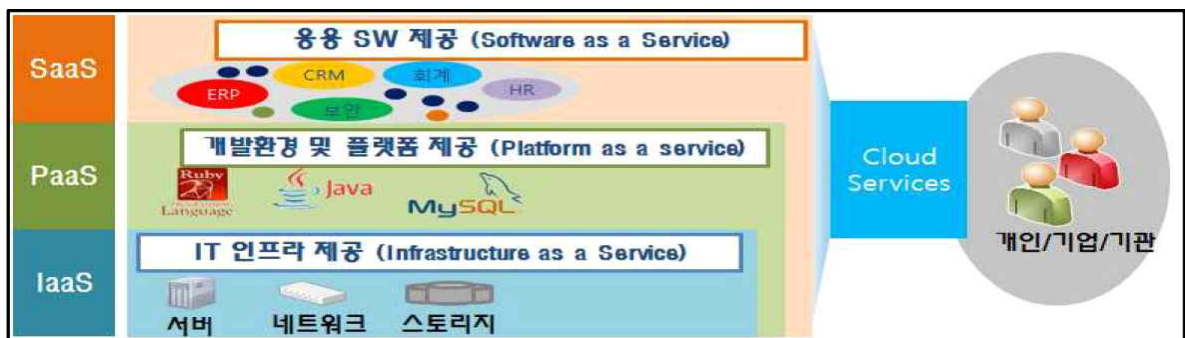 SaaS
응용 SW 제공 (Software as a Service)
CRM
회계
ERP
HR
보안
PaaS
개발환경 및 플랫폼 제공 (Platform as a service)
Ruby
Language
Java
MySQL
IaaS
IT 인프라 제공 (Infrastructure as a Service)
서버
네트워크
스토리지
Cloud
Services
개인/기업/기관